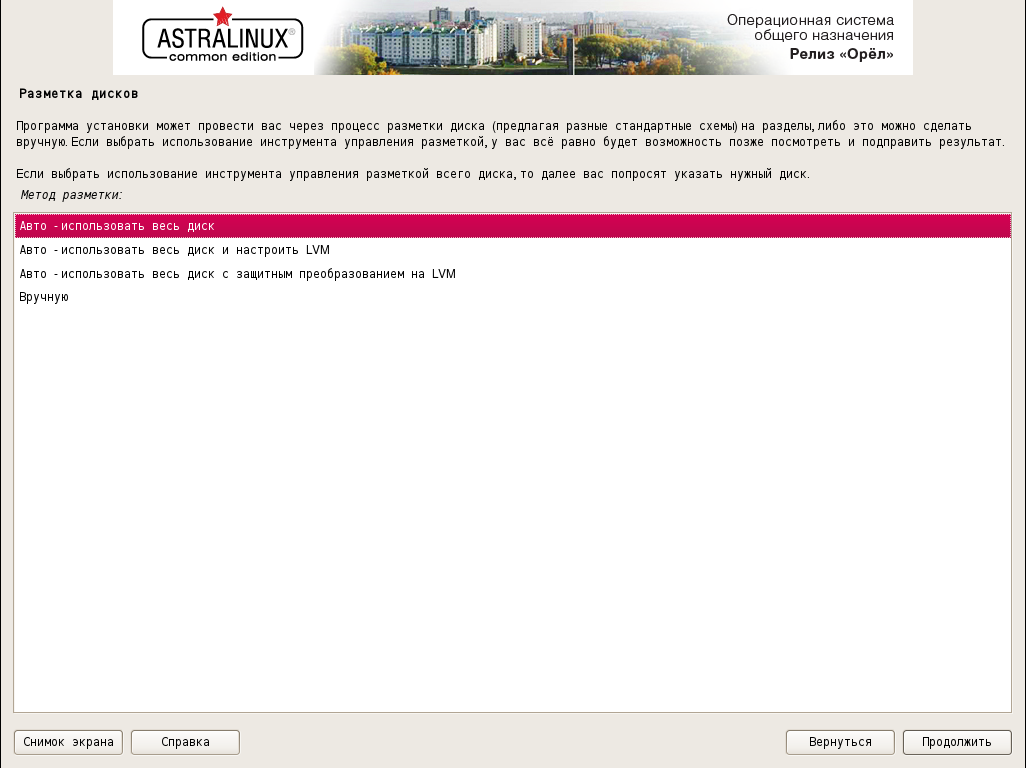 ASTRALINUX®
common edition
Операционная система
общего назначения
Релиз «Орёл»
Разметка дисков
Программа установки может провести вас через процесс разметки диска (предлагая разные стандартные схемы) на разделы, либо это можно сделать
вручную. Если выбрать использование инструмента управления разметкой, у вас всё равно будет возможность позже посмотреть и подправить результат.
Если выбрать использование инструмента управления разметкой всего диска, то далее вас попросят указать нужный диск.
Метод разметки:
Авто - использовать весь диск
Авто - использовать весь диск и настроить LVM
Авто - использовать весь диск с защитным преобразованием на LVM
Вручную
Снимок экрана
Справка
Вернуться
Продолжить